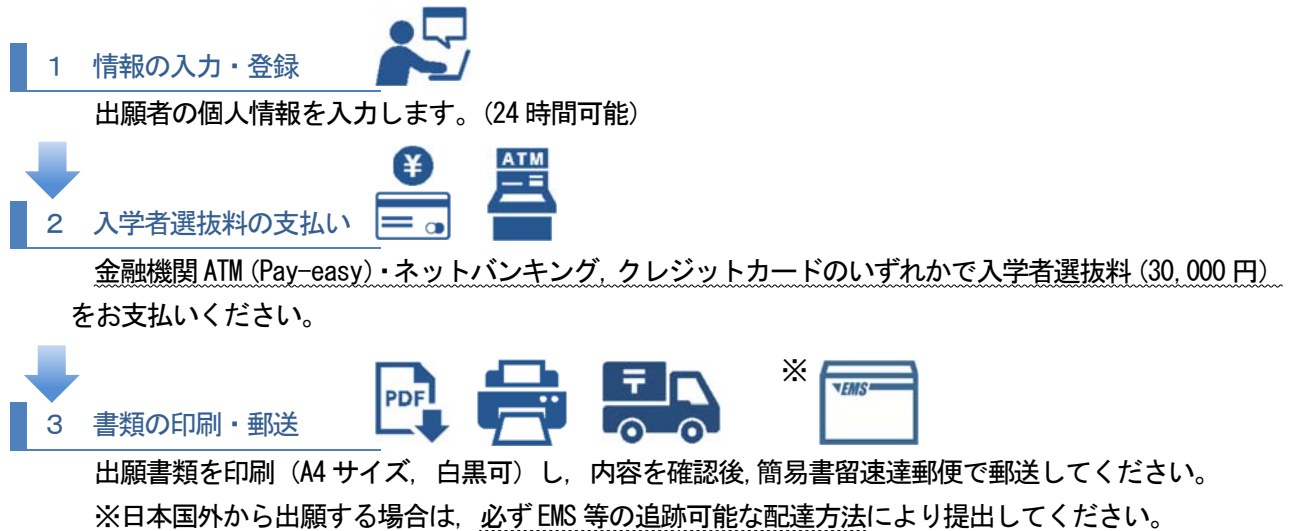 1 情報の入力・登録
出願者の個人情報を入力します。(24 時間可能)
¥
ATM
2 入学者選抜料の支払い
金融機関 ATM(Pay-easy)・ネットバンキング, クレジットカードのいずれかで入学者選抜料(30,000 円)
をお支払いください。
PDF
〒
※
EMS
3 書類の印刷・郵送
出願書類を印刷（A4 サイズ, 白黒可）し, 内容を確認後, 簡易書留速達郵便で郵送してください。
※日本国外から出願する場合は, 必ず EMS 等の追跡可能な配達方法により提出してください。